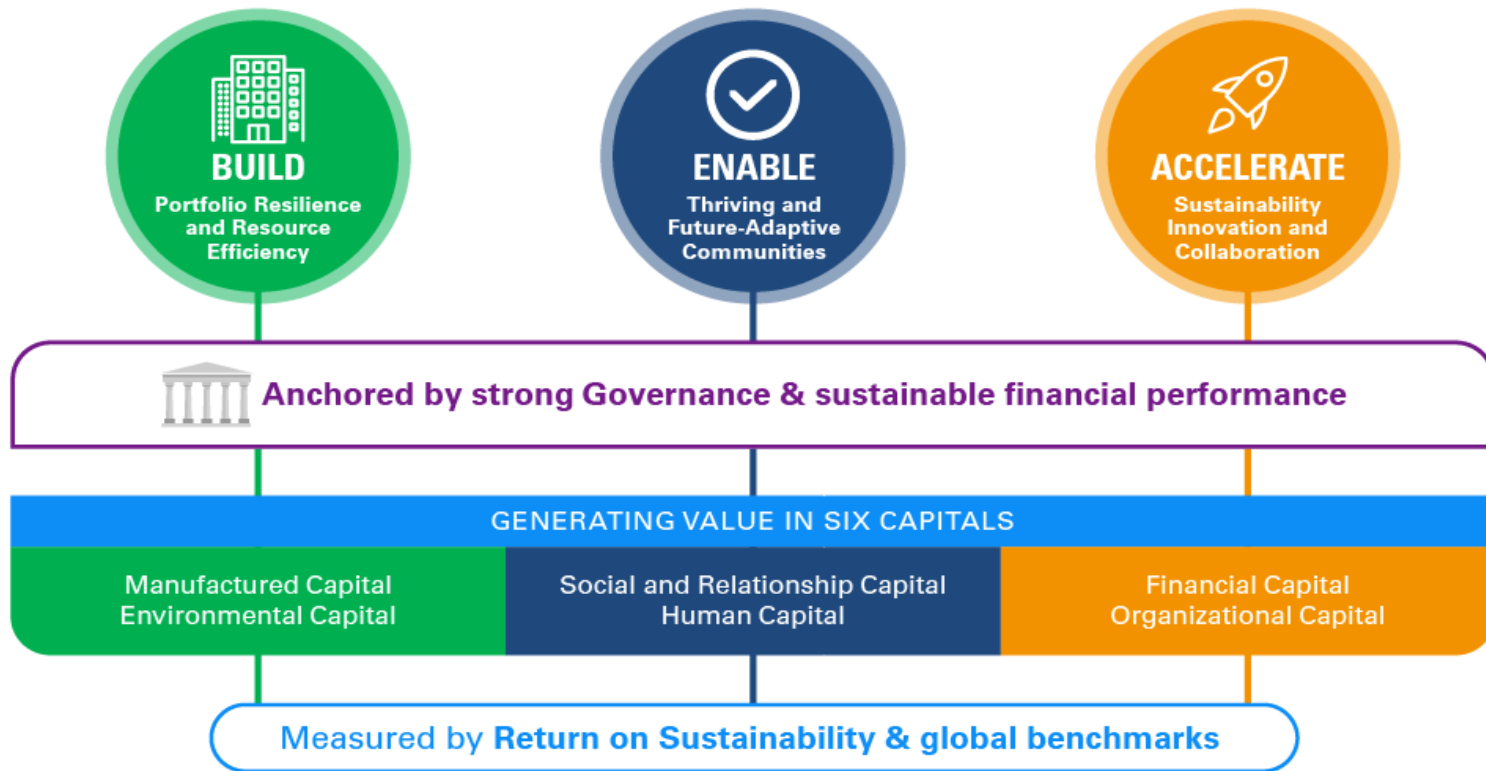 BUILD
Portfolio Resilience
and Resource
Efficiency
ENABLE
Thriving and
Future-Adaptive
Communities
ACCELERATE
Sustainability
Innovation and
Collaboration
Anchored by strong Governance & sustainable financial performance
GENERATING VALUE IN SIX CAPITALS
Manufactured Capital
Environmental Capital
Social and Relationship Capital
Human Capital
Financial Capital
Organizational Capital
Measured by Return on Sustainability & global benchmarks